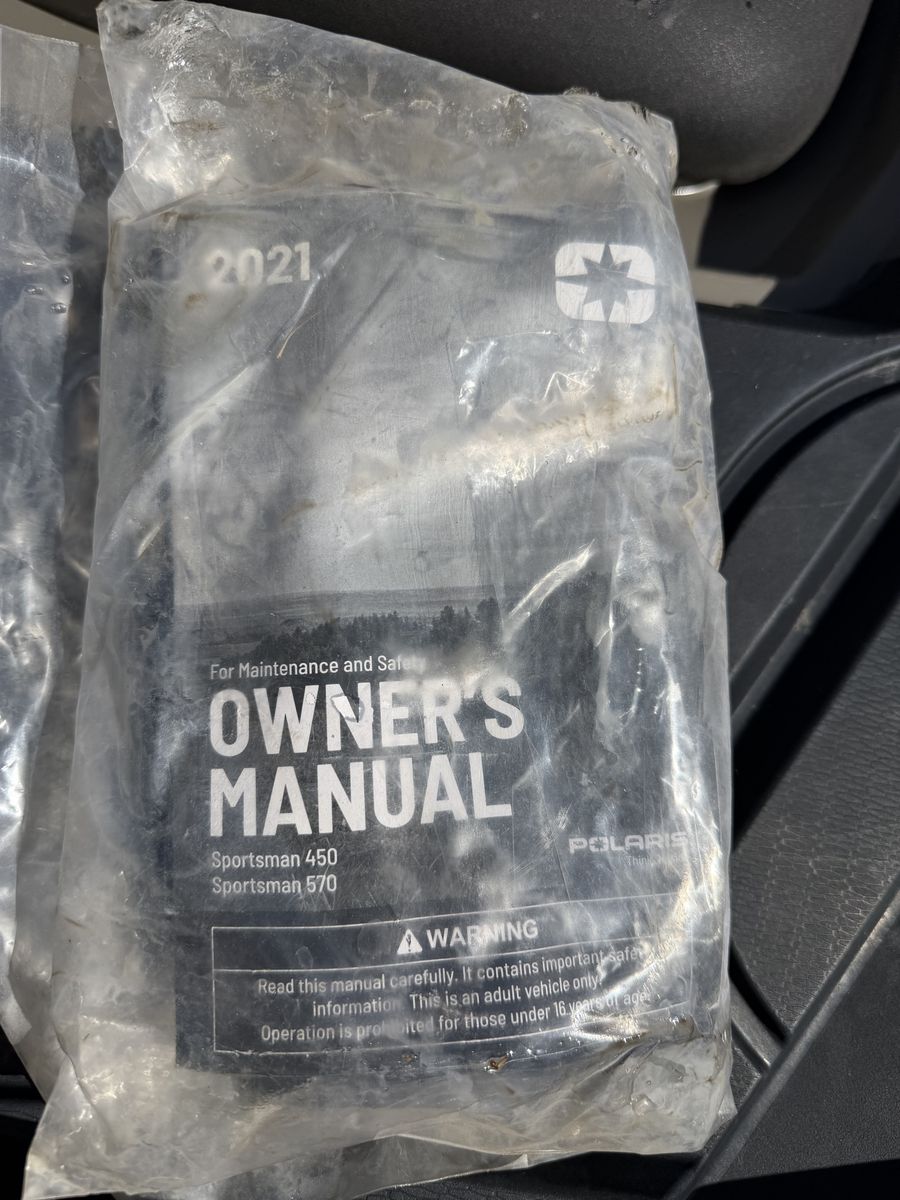 2021
For Maintenance and Safety
OWNER'S
MANUAL
Sportsman 450
Sportsman 570
POLARIS
Think
WARNING
Read this manual carefully. It contains important safety
information. This is an adult vehicle only.
Operation is prohibited for those under 16 years of age.